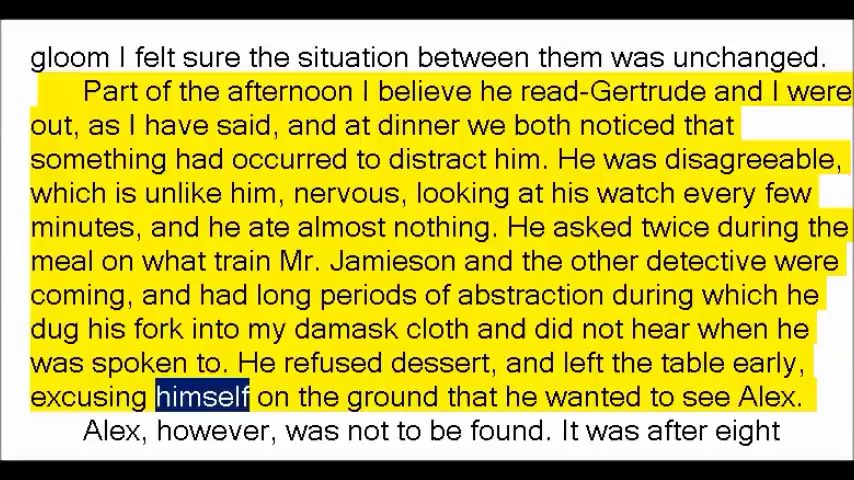 gloom I felt sure the situation between them was unchanged.
Part of the afternoon I believe he read-Gertrude and I were
out, as I have said, and at dinner we both noticed that
something had occurred to distract him. He was disagreeable,
which is unlike him, nervous, looking at his watch every few
minutes, and he ate almost nothing. He asked twice during the
meal on what train Mr. Jamieson and the other detective were
coming, and had long periods of abstraction during which he
dug his fork into my damask cloth and did not hear when he
was spoken to. He refused dessert, and left the table early,
excusing himself on the ground that he wanted to see Alex.
Alex, however, was not to be found. It was after eight